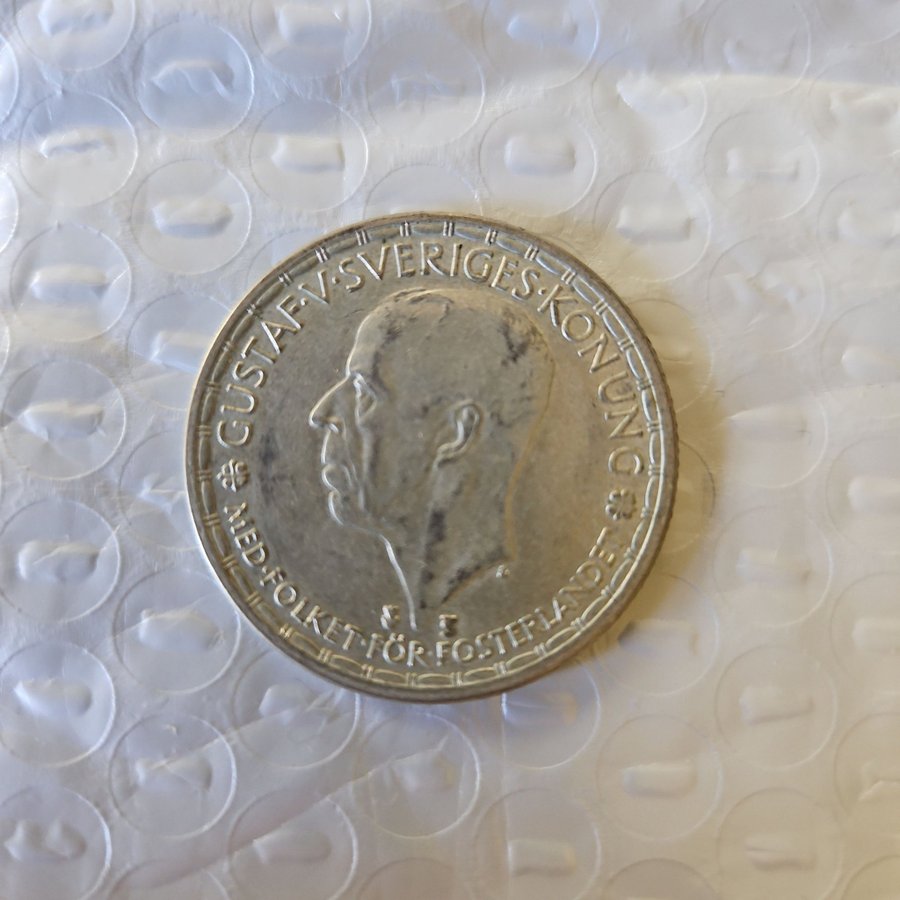 GUSTAF·V·SVERIGES·KONUNG
MED·FOLKET·FÖR·FOSTERLANDET